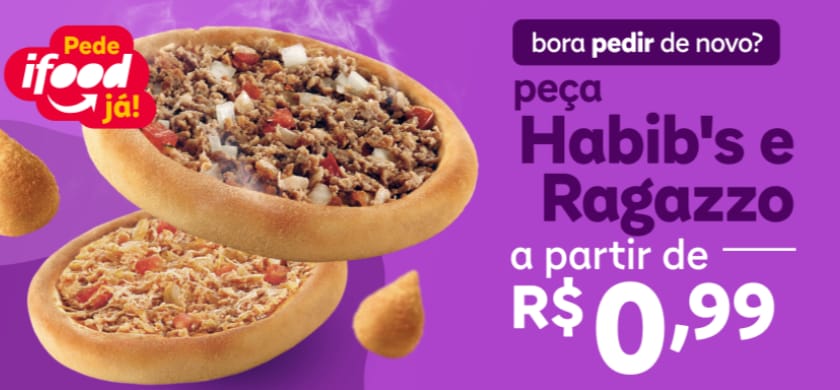 Pede
ifood
já!
bora pedir de novo?
peça
Habib's e
Ragazzo
a partir de
R$ 0,99